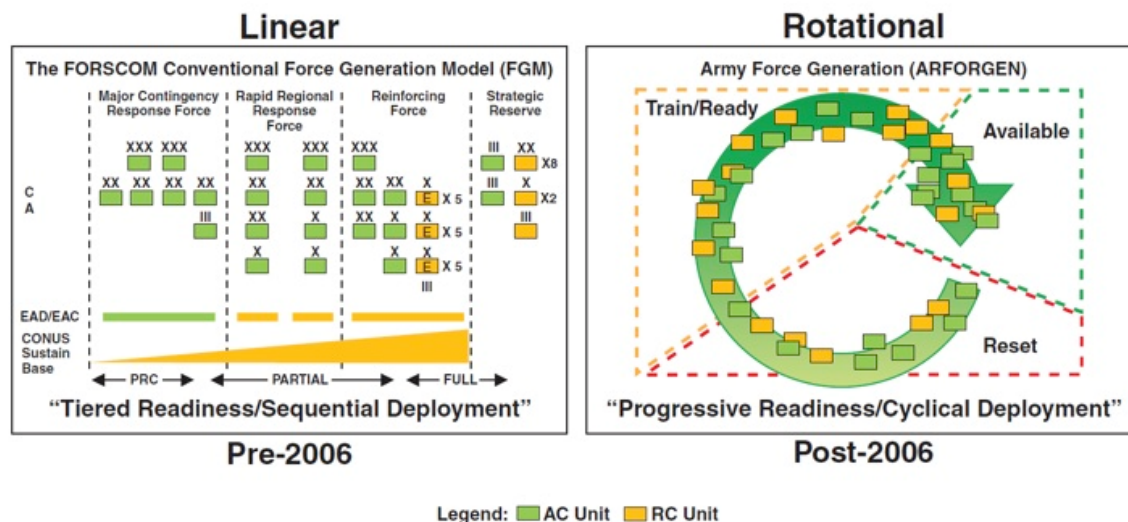 Linear
The FORSCOM Conventional Force Generation Model (FGM)
Major Contingency
Response Force
Rapid Regional
Response
Force
Reinforcing
Force
Strategic
Reserve
XXX XXX XXX XXX XXX III XX
X8
XX XX XX XX XX XX XX XX X III X
C
A
E X 5
X2
III XX X XX X X III
E X 5
X X X X
E X 5
III
EAD/EAC
CONUS
Sustain
Base
PRC PARTIAL FULL
“Tiered Readiness/Sequential Deployment”
Pre-2006
Rotational
Army Force Generation (ARFORGEN)
Train/Ready
Available
Reset
“Progressive Readiness/Cyclical Deployment”
Post-2006
Legend: AC Unit RC Unit